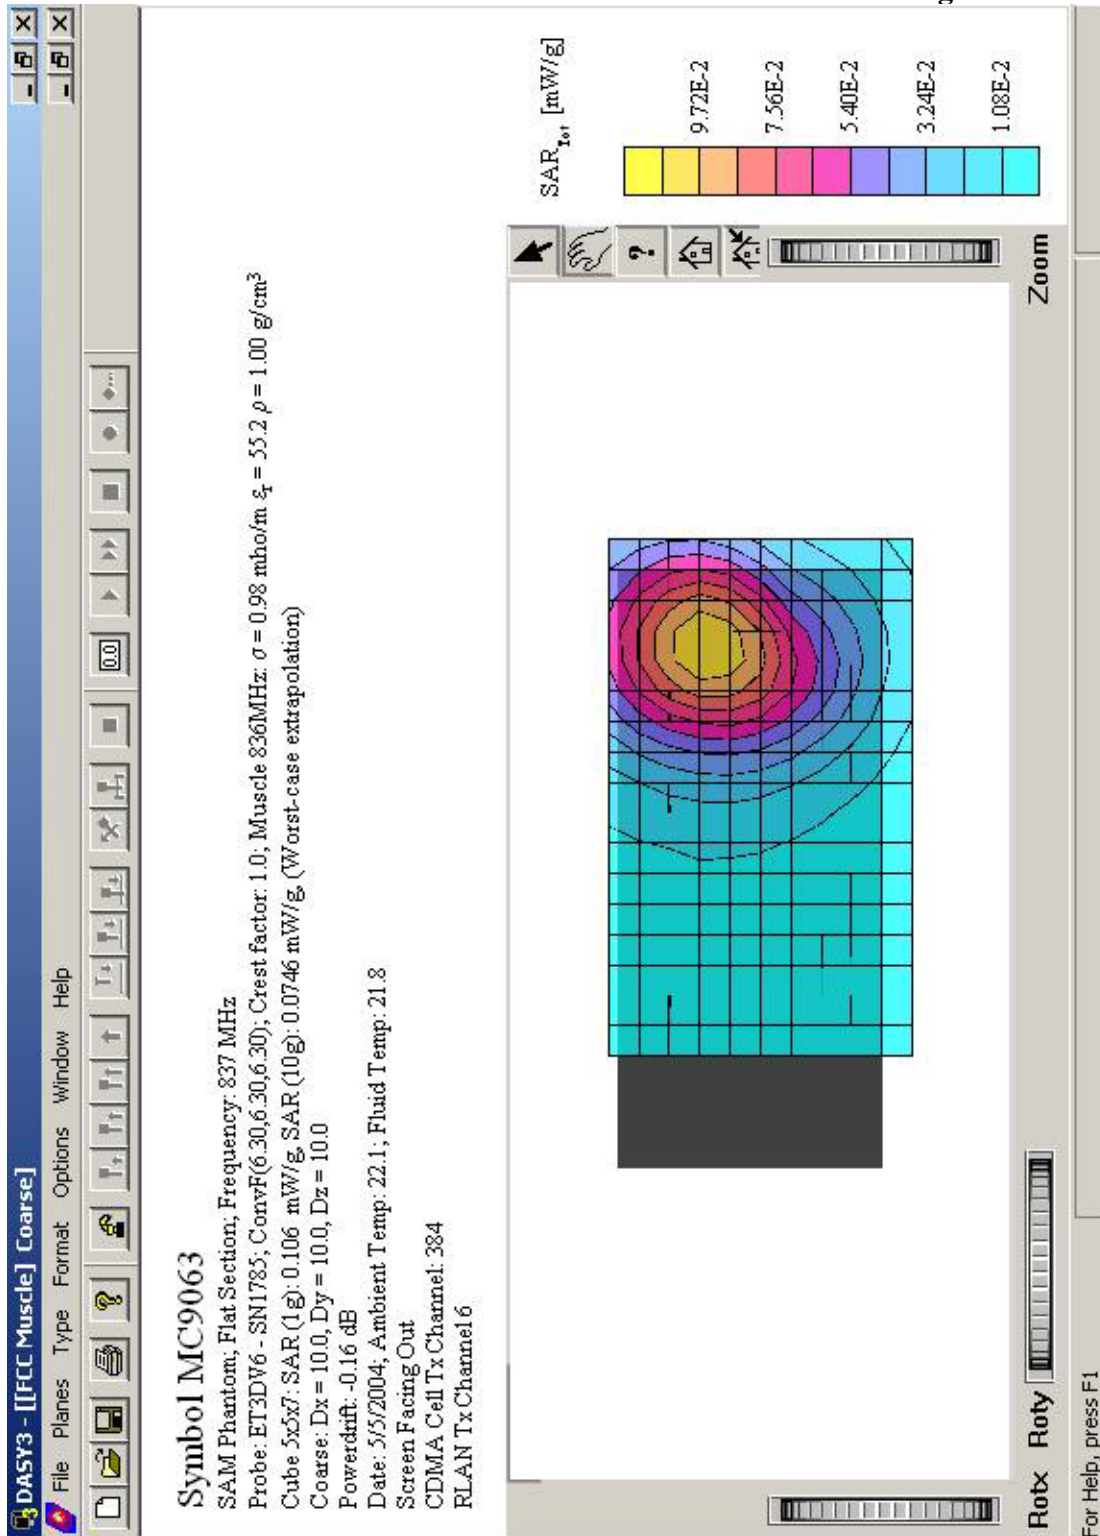 DASY3 - [[FCC Muscle] Coarse]
File Planes Type Format Options Window Help
0.0
Symbol MC9063
SAM Phantom; Flat Section; Frequency: 837 MHz
Probe: ET3DV6 - SN1785; ConvF(6.30,6.30,6.30); Crest factor: 1.0; Muscle 836MHz: σ = 0.98 mho/m εr = 55.2 ρ = 1.00 g/cm³
Cube 5x5x7: SAR (1g): 0.106 mW/g, SAR (10g): 0.0746 mW/g, (Worst-case extrapolation)
Coarse: Dx = 10.0, Dy = 10.0, Dz = 10.0
Powerdrift: -0.16 dB
Date: 5/5/2004; Ambient Temp: 22.1; Fluid Temp: 21.8
Screen Facing Out
CDMA Cell Tx Channel: 384
RLAN Tx Channel 6
SARTot [mW/g]
9.72E-2
7.56E-2
5.40E-2
3.24E-2
1.08E-2
Rotx Roty Zoom
For Help, press F1